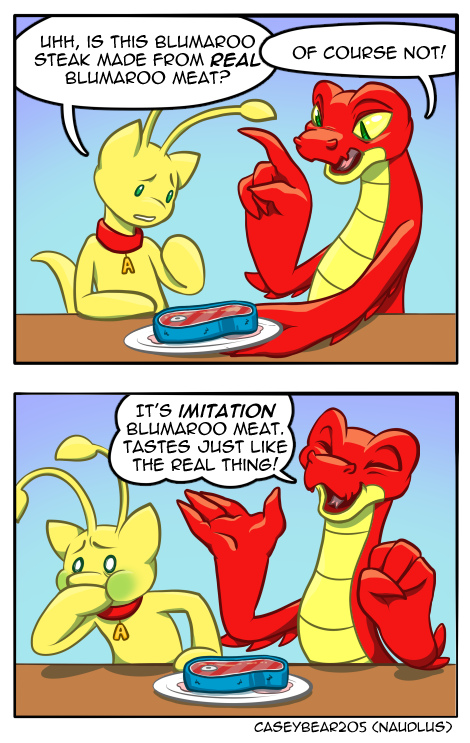 UHH, IS THIS BLUMAROO
STEAK MADE FROM REAL
BLUMAROO MEAT?
OF COURSE NOT!
A
IT'S IMITATION
BLUMAROO MEAT.
TASTES JUST LIKE
THE REAL THING!
A
CASEYBEAR205 (NAUDLUS)